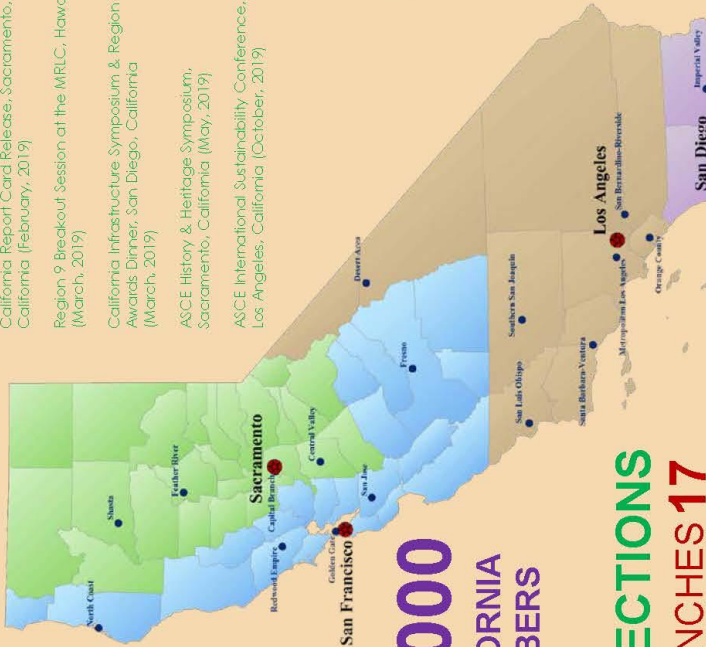 California Report Card Release, Sacramento,
California (February, 2019)
Region 9 Breakout Session at the MRLC,
(March, 2019)
California Infrastructure Symposium & Region
Awards Dinner, San Diego, California
(March, 2019)
ASCE History & Heritage Symposium,
Sacramento, California (May, 2019)
ASCE International Sustainability Conference,
Los Angeles, California (October, 2019)
North Coast
Shasta
Feather River
Sacramento
Capital Branch
Central Valley
Redwood Empire
Golden Gate
San Francisco
San Jose
Fresno
Desert Area
San Luis Obispo
Southern San Joaquin
Santa Barbara-Ventura
Los Angeles
San Bernardino-Riverside
Metropolitan Los Angeles
Orange County
San Diego
Imperial Valley
000
ORNIA
BERS
ECTIONS
NCHES 17